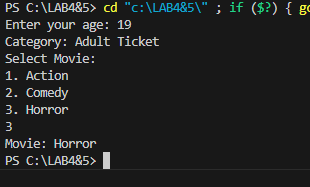 PS C:\LAB4&5> cd "c:\LAB4&5\" ; if ($?) { 
Enter your age: 19
Category: Adult Ticket
Select Movie:
1. Action
2. Comedy
3. Horror
3
Movie: Horror
PS C:\LAB4&5>